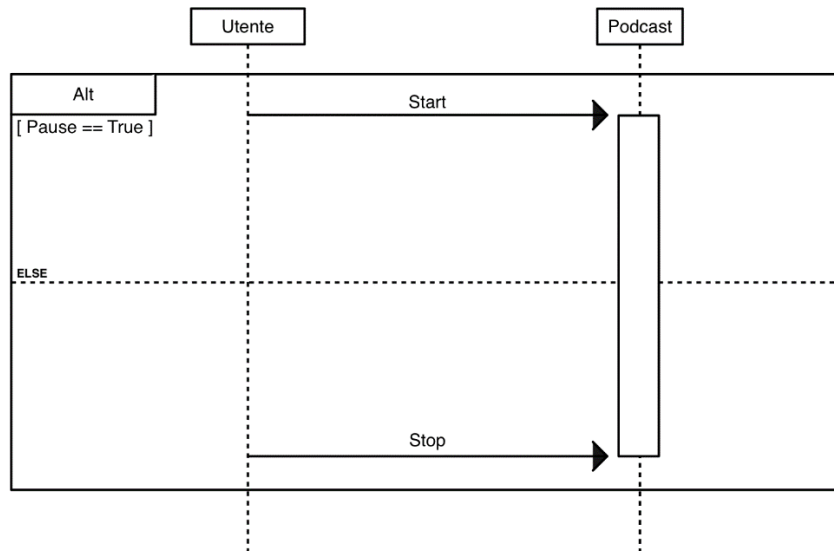 Utente
Podcast
Alt
Start
[ Pause == True ]
ELSE
Stop